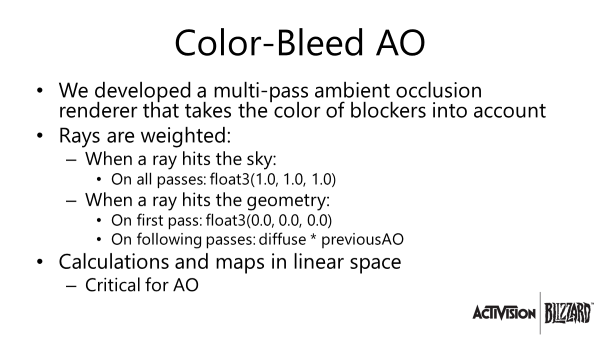 Color-Bleed AO
• We developed a multi-pass ambient occlusion
renderer that takes the color of blockers into account
• Rays are weighted:
– When a ray hits the sky:
• On all passes: float3(1.0, 1.0, 1.0)
– When a ray hits the geometry:
• On first pass: float3(0.0, 0.0, 0.0)
• On following passes: diffuse * previousAO
• Calculations and maps in linear space
– Critical for AO
ACTIVISION BLIZZARD